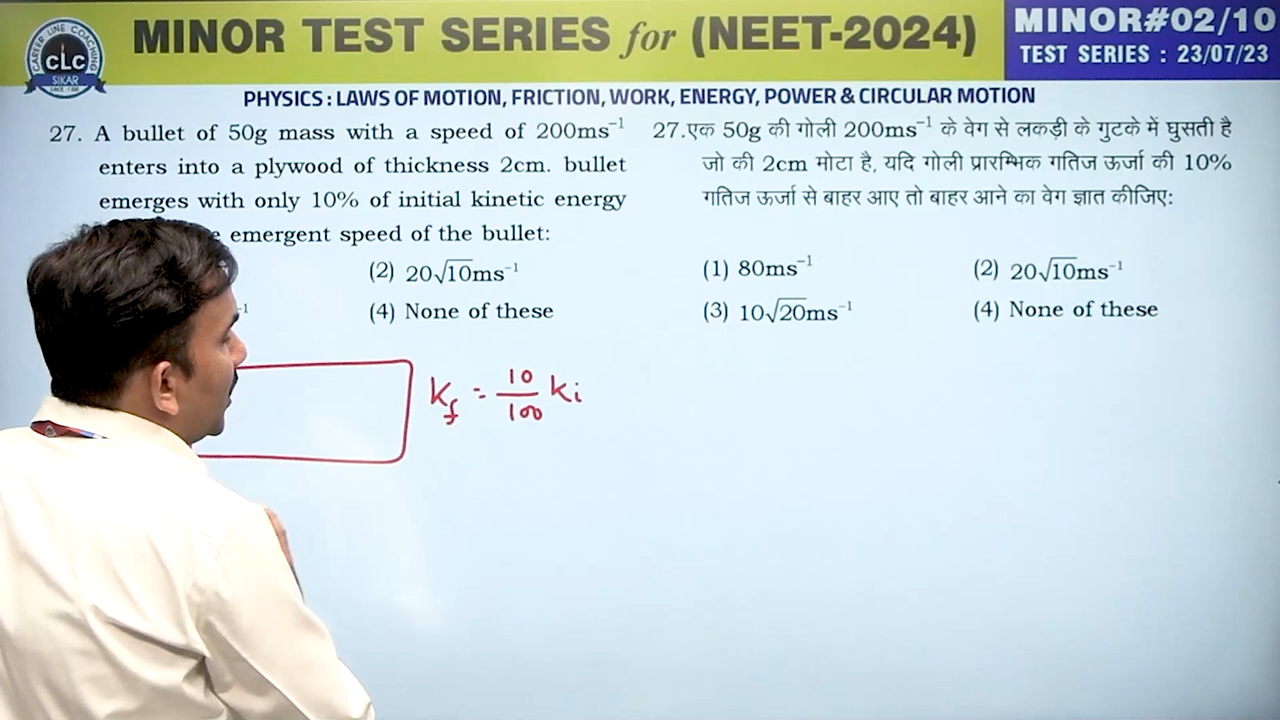 MINOR TEST SERIES for (NEET-2024)
MINOR#02/10
TEST SERIES : 23/07/23
CAREER LINE COACHING
CLC
SIKAR
PHYSICS : LAWS OF MOTION, FRICTION, WORK, ENERGY, POWER & CIRCULAR MOTION
27. A bullet of 50g mass with a speed of 200ms⁻¹
enters into a plywood of thickness 2cm. bullet
emerges with only 10% of initial kinetic energy
emergent speed of the bullet:
(2) 20√10ms⁻¹
(4) None of these
27.एक 50g की गोली 200ms⁻¹ के वेग से लकड़ी के गुटके में घुसती है
जो की 2cm मोटा है, यदि गोली प्रारम्भिक गतिज ऊर्जा की 10%
गतिज ऊर्जा से बाहर आए तो बाहर आने का वेग ज्ञात कीजिए:
(1) 80ms⁻¹ (2) 20√10ms⁻¹
(3) 10√20ms⁻¹ (4) None of these
K_f = 10/100 Ki